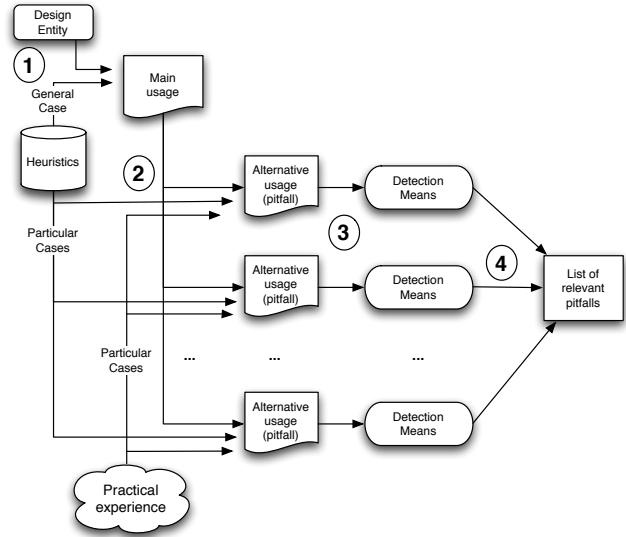 Design
Entity
1
General
Case
Main
usage
Heuristics
2
Alternative
usage
(pitfall)
Detection
Means
Particular
Cases
3
4
Alternative
usage
(pitfall)
Detection
Means
List of
relevant
pitfalls
Particular
Cases
...
...
...
Alternative
usage
(pitfall)
Detection
Means
Practical
experience